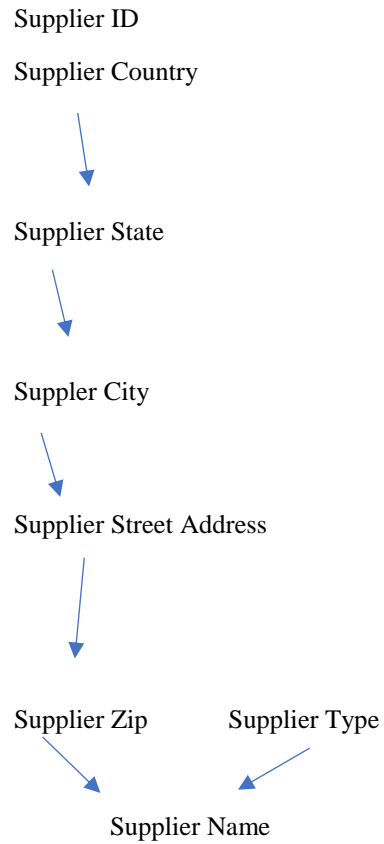 Supplier ID
Supplier Country
Supplier State
Suppler City
Supplier Street Address
Supplier Zip Supplier Type
Supplier Name